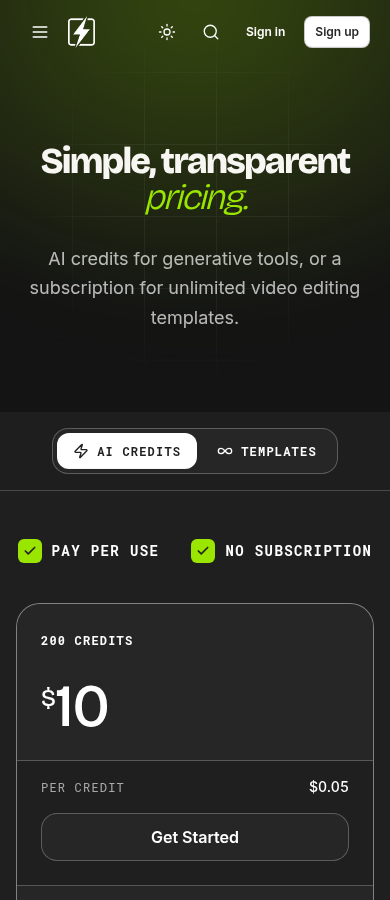 Sign in
Sign up
Simple, transparent
pricing.
AI credits for generative tools, or a
subscription for unlimited video editing
templates.
AI CREDITS
TEMPLATES
PAY PER USE
NO SUBSCRIPTION
200 CREDITS
$10
PER CREDIT
$0.05
Get Started